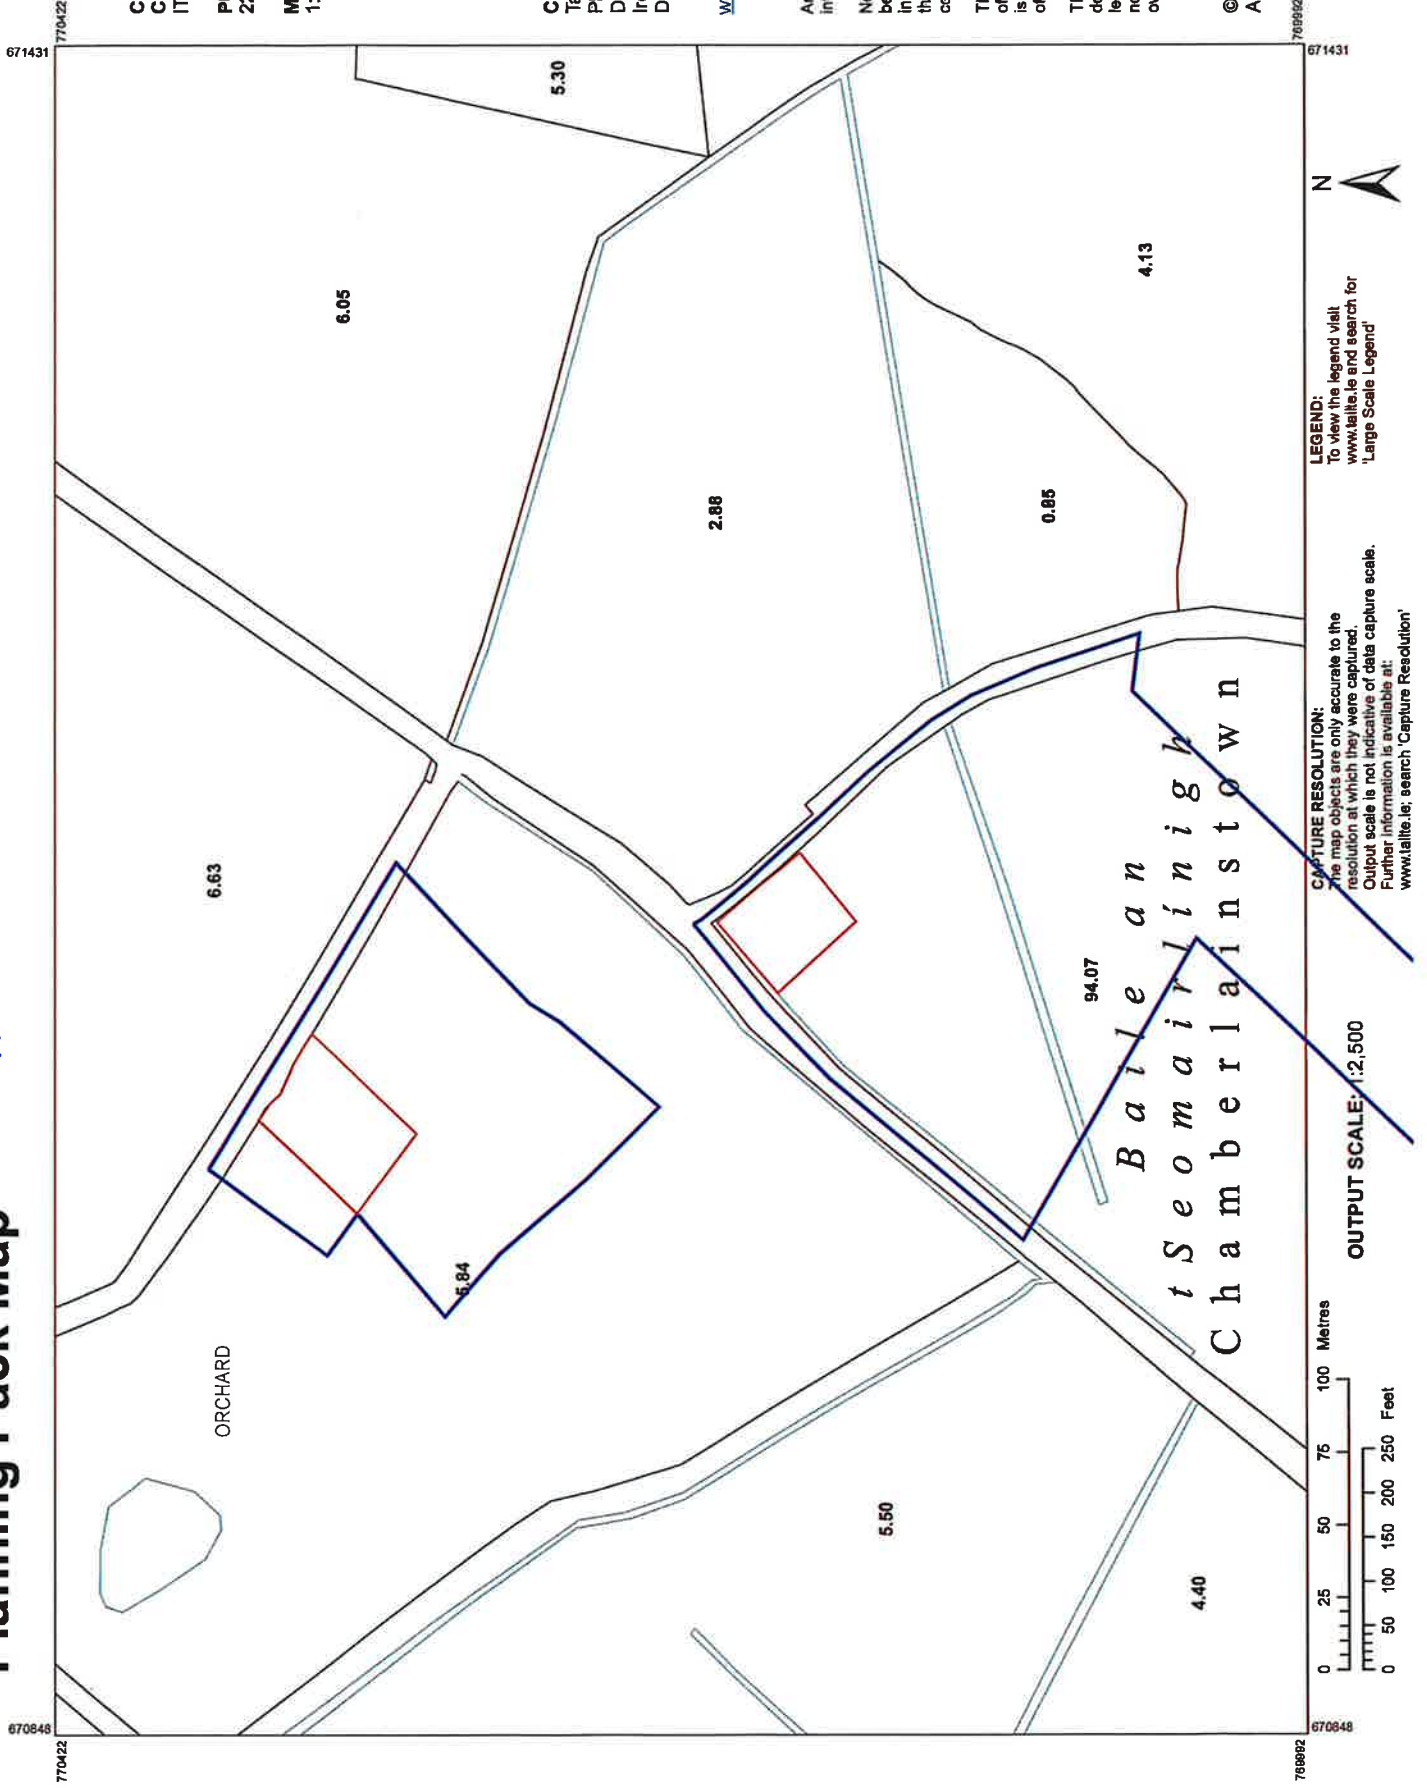 Planning Pack Map
670848
671431
770422
770422
ORCHARD
6.63
6.05
5.30
5.84
2.88
5.50
94.07
0.85
4.13
4.40
Baile an
tSeomairlínigh
Chamberlainstown
769992
769992
670848
671431
0 25 50 75 100 Metres
0 50 100 150 200 250 Feet
OUTPUT SCALE: 1:2,500
CAPTURE RESOLUTION:
The map objects are only accurate to the
resolution at which they were captured.
Output scale is not indicative of data capture scale.
Further information is available at:
www.tailte.ie; search 'Capture Resolution'
LEGEND:
To view the legend visit
www.tailte.ie and search for
'Large Scale Legend'
N